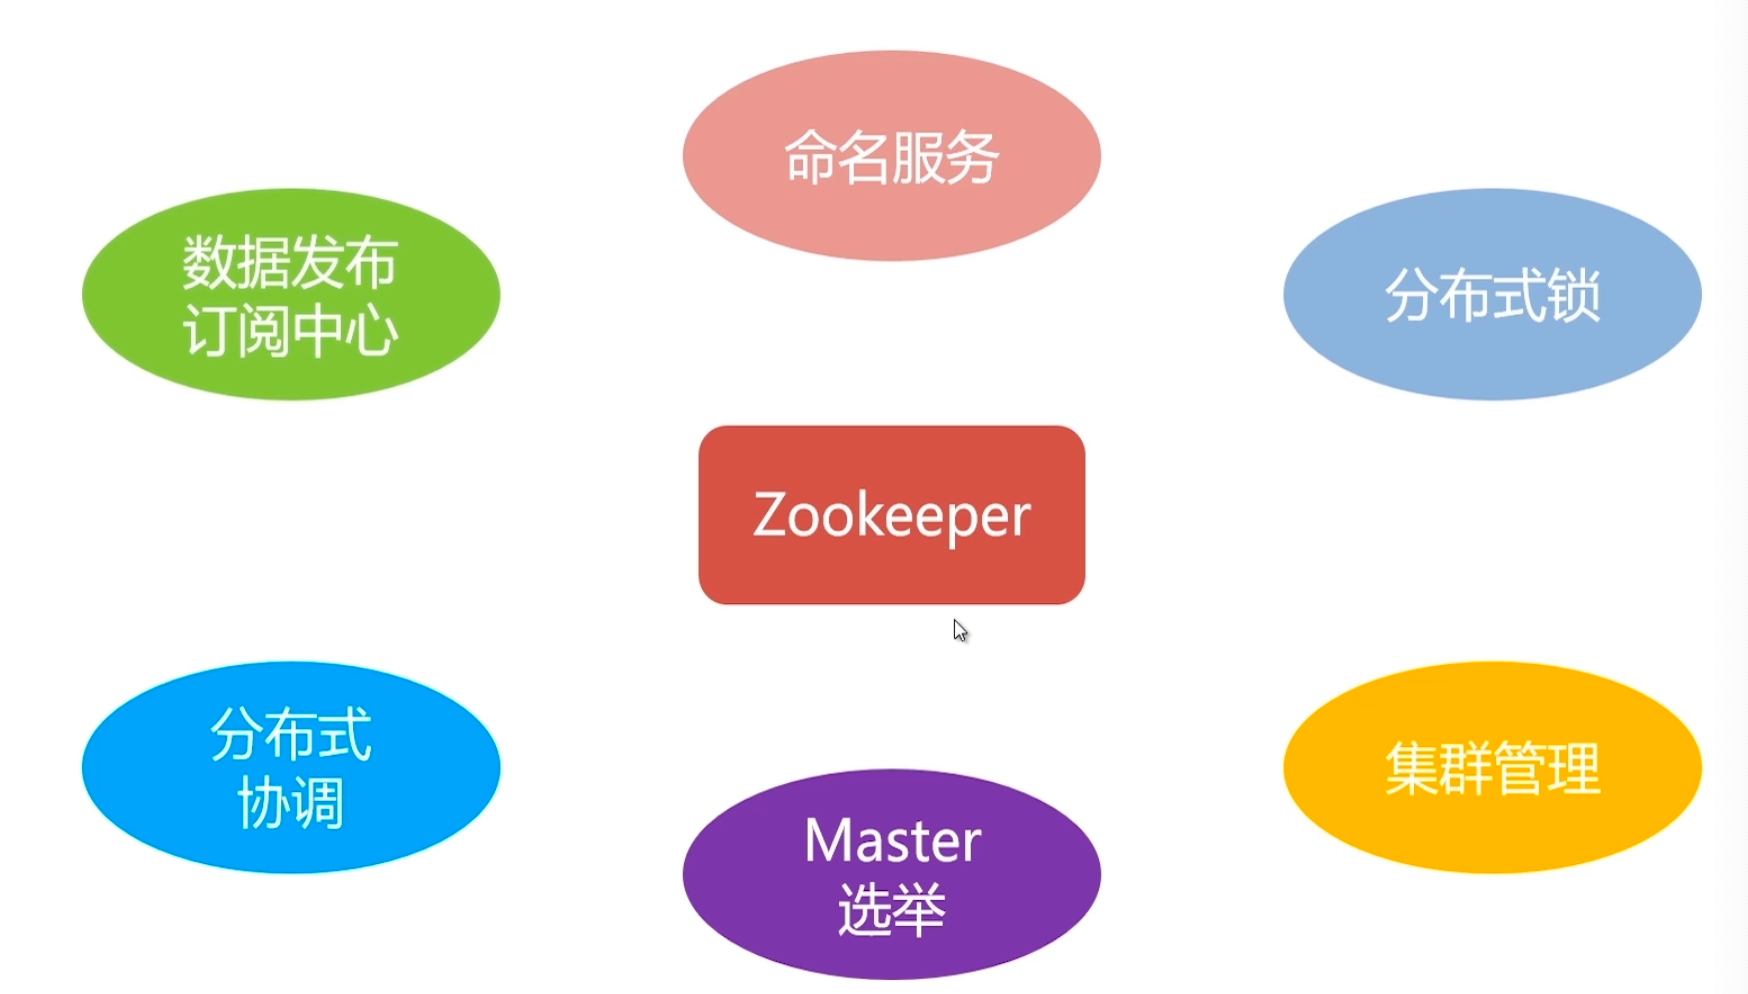 命名服务
数据发布
订阅中心
分布式锁
Zookeeper
分布式
协调
Master
选举
集群管理